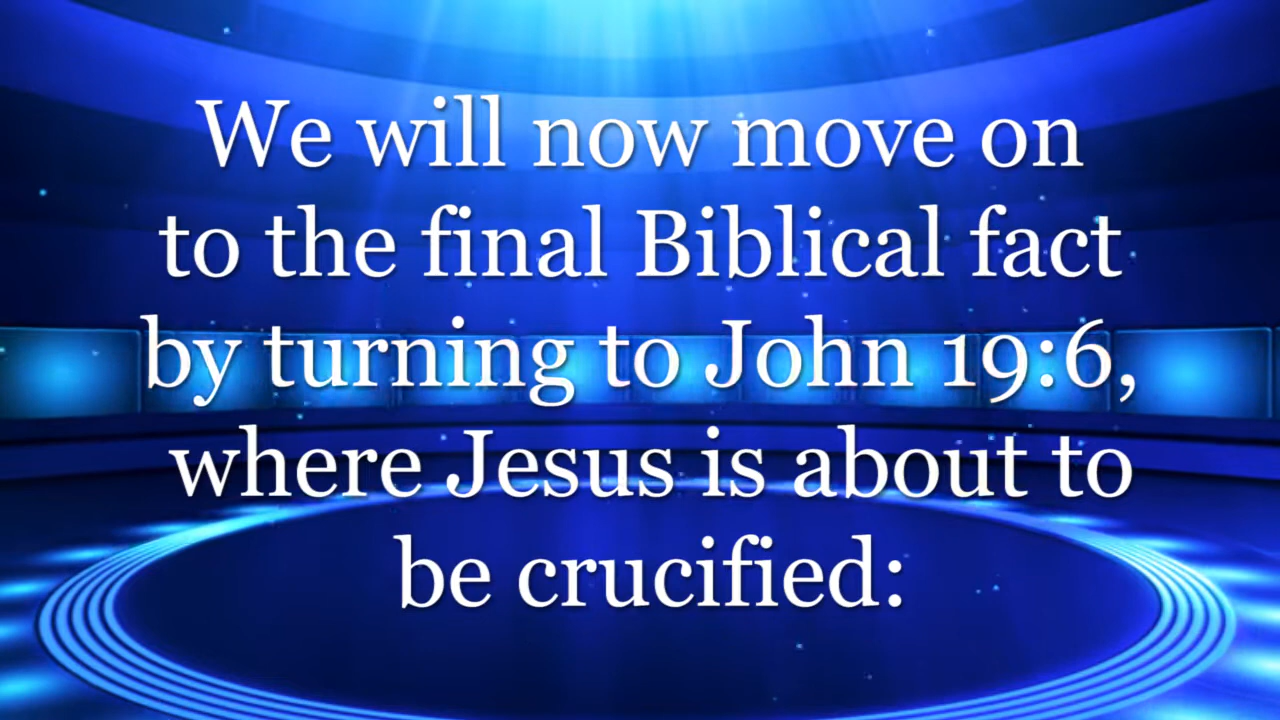 We will now move on
to the final Biblical fact
by turning to John 19:6,
where Jesus is about to
be crucified: